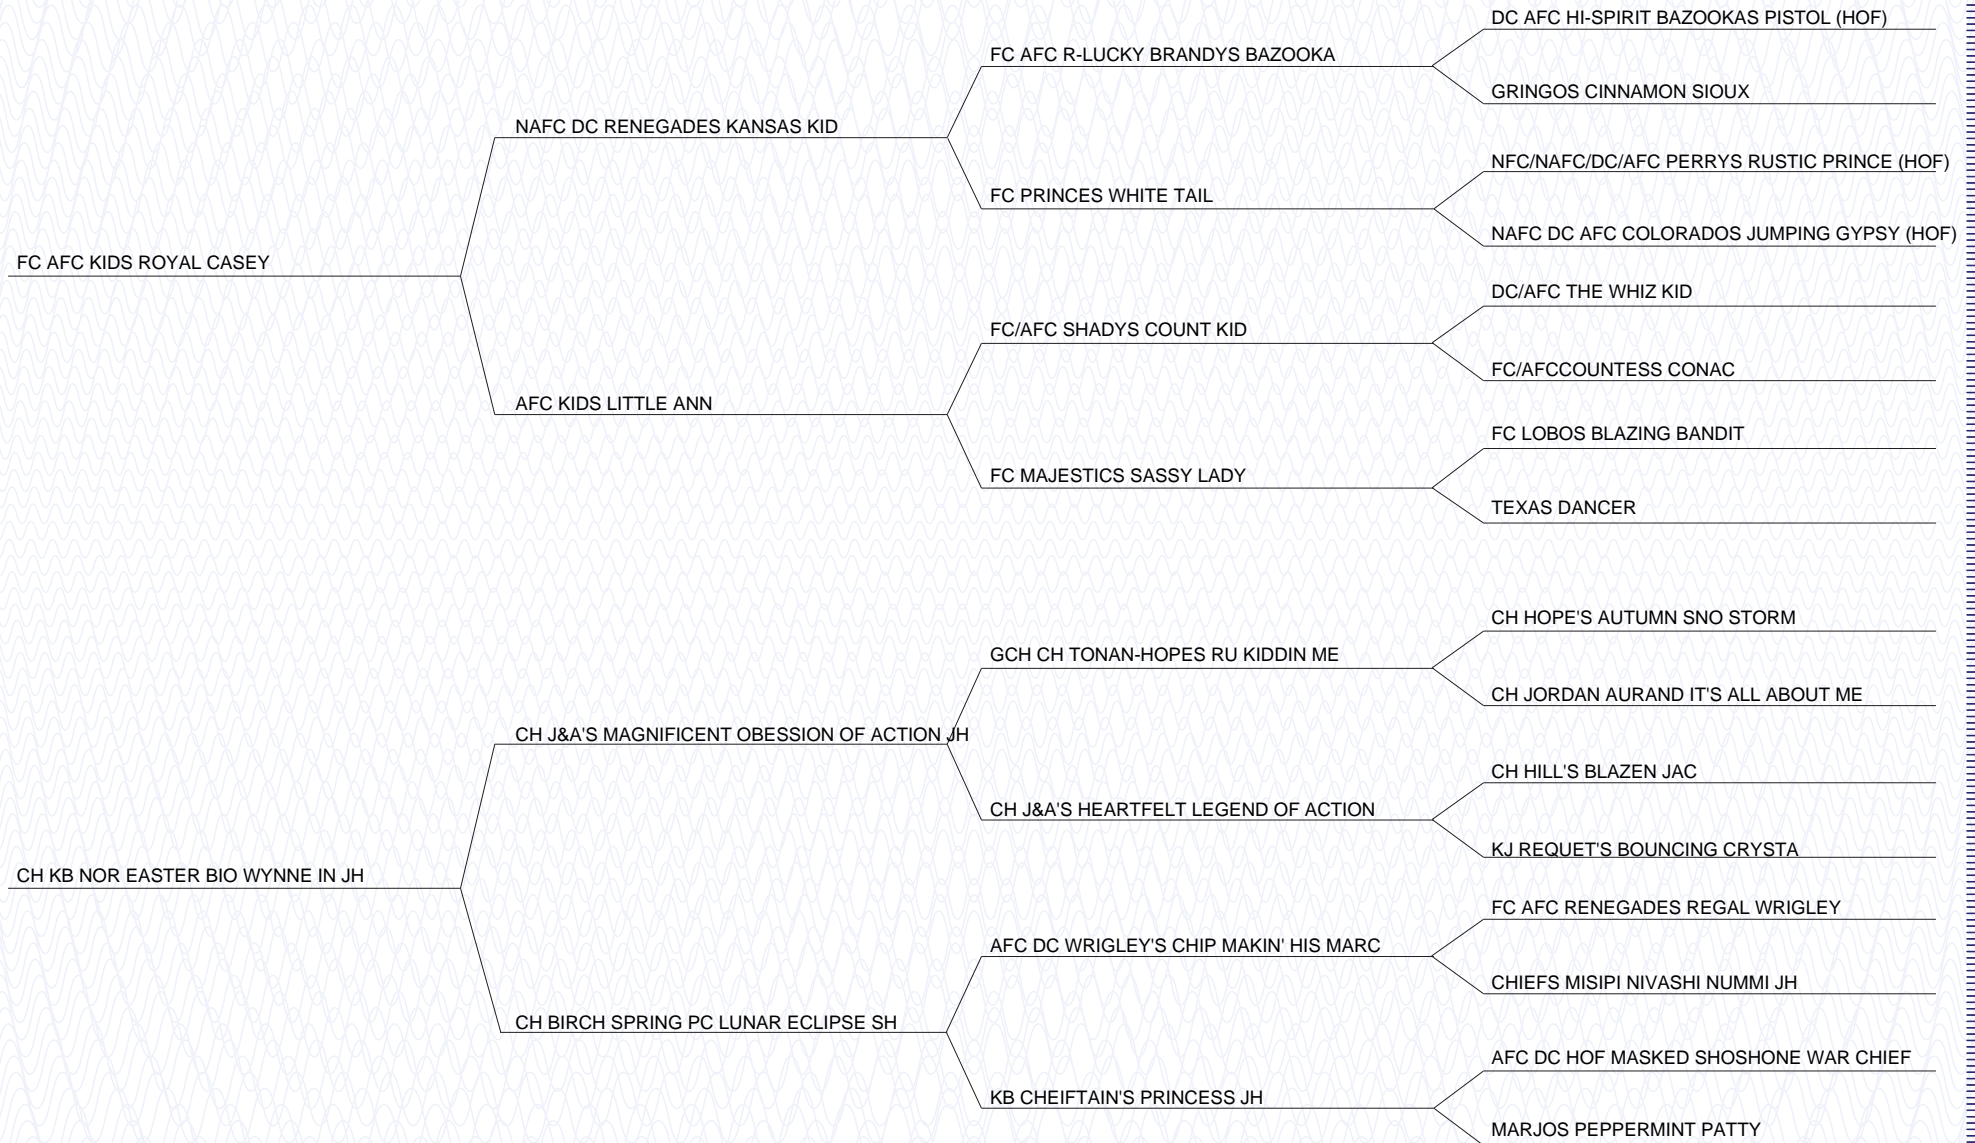 DC AFC HI-SPIRIT BAZOOKAS PISTOL (HOF)
FC AFC R-LUCKY BRANDYS BAZOOKA
GRINGOS CINNAMON SIOUX
NAFC DC RENEGADES KANSAS KID
NFC/NAFC/DC/AFC PERRYS RUSTIC PRINCE (HOF)
FC PRINCES WHITE TAIL
NAFC DC AFC COLORADOS JUMPING GYPSY (HOF)
FC AFC KIDS ROYAL CASEY
DC/AFC THE WHIZ KID
FC/AFC SHADYS COUNT KID
FC/AFCCOUNTESS CONAC
AFC KIDS LITTLE ANN
FC LOBOS BLAZING BANDIT
FC MAJESTICS SASSY LADY
TEXAS DANCER
CH HOPE'S AUTUMN SNO STORM
GCH CH TONAN-HOPES RU KIDDIN ME
CH JORDAN AURAND IT'S ALL ABOUT ME
CH J&A'S MAGNIFICENT OBESSION OF ACTION JH
CH HILL'S BLAZEN JAC
CH J&A'S HEARTFELT LEGEND OF ACTION
KJ REQUET'S BOUNCING CRYSTA
CH KB NOR EASTER BIO WYNNE IN JH
FC AFC RENEGADES REGAL WRIGLEY
AFC DC WRIGLEY'S CHIP MAKIN' HIS MARC
CHIEFS MISIPI NIVASHI NUMMI JH
CH BIRCH SPRING PC LUNAR ECLIPSE SH
AFC DC HOF MASKED SHOSHONE WAR CHIEF
KB CHEIFTAIN'S PRINCESS JH
MARJOS PEPPERMINT PATTY